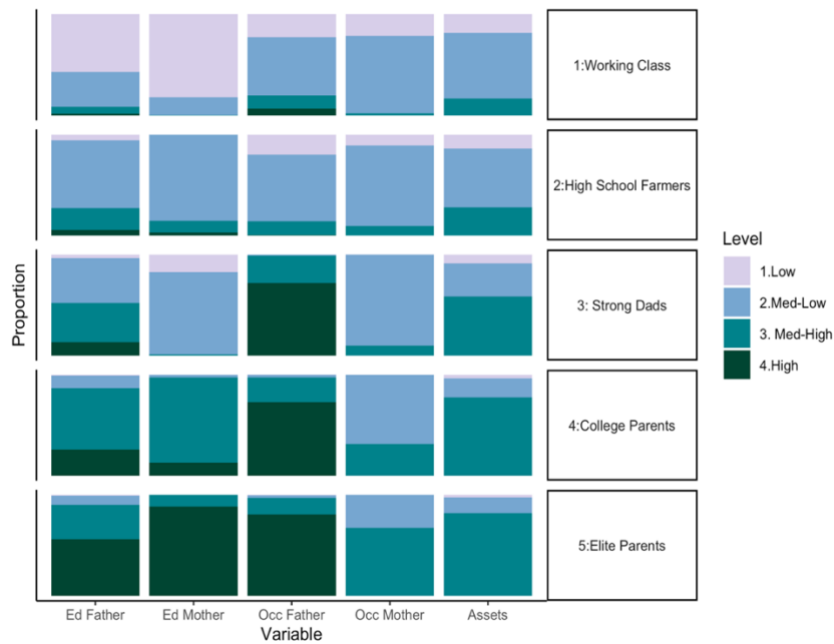 1:Working Class
2:High School Farmers
3: Strong Dads
4:College Parents
5:Elite Parents
Proportion
Level
1.Low
2.Med-Low
3. Med-High
4.High
Ed Father Ed Mother Occ Father Occ Mother Assets
Variable